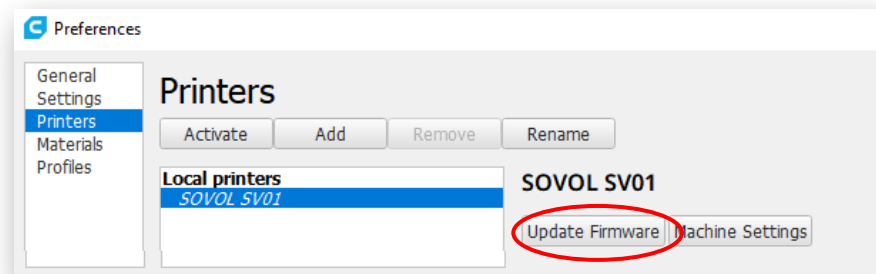 Preferences
General
Settings
Printers
Materials
Profiles
Printers
Activate Add Remove Rename
Local printers
SOVOL SV01
SOVOL SV01
Update Firmware Machine Settings